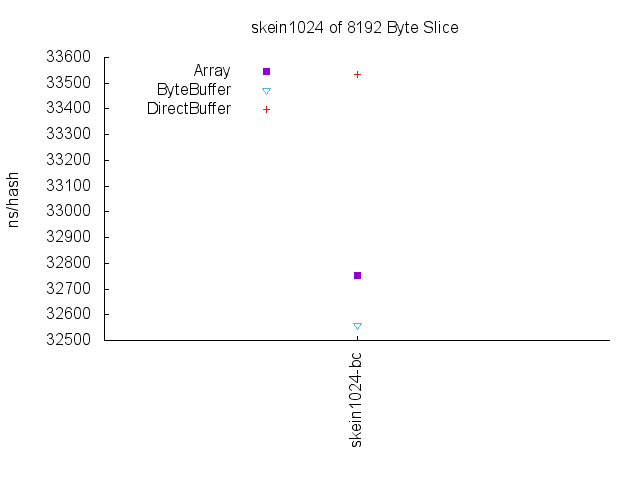 skein1024 of 8192 Byte Slice
33600
33500
33400
33300
33200
33100
33000
32900
32800
32700
32600
32500
ns/hash
Array
ByteBuffer
DirectBuffer
skein1024-bc